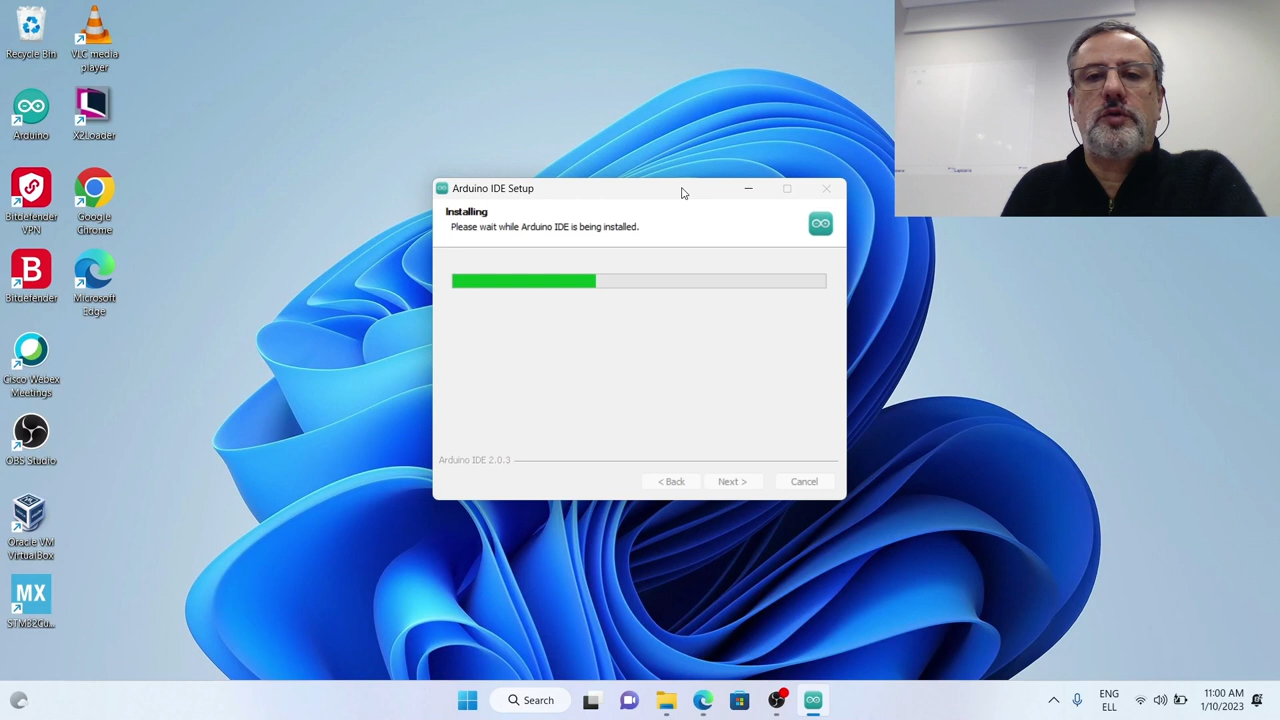 Recycle Bin
VLC media
player
Arduino
X2Loader
Bitdefender
VPN
Google
Chrome
Bitdefender
Microsoft
Edge
Cisco Webex
Meetings
OBS Studio
Oracle VM
VirtualBox
MX
STM32Cu...
Arduino IDE Setup
Installing
Please wait while Arduino IDE is being installed.
Arduino IDE 2.0.3
< Back
Next >
Cancel
Search
ENG
ELL
11:00 AM
1/10/2023